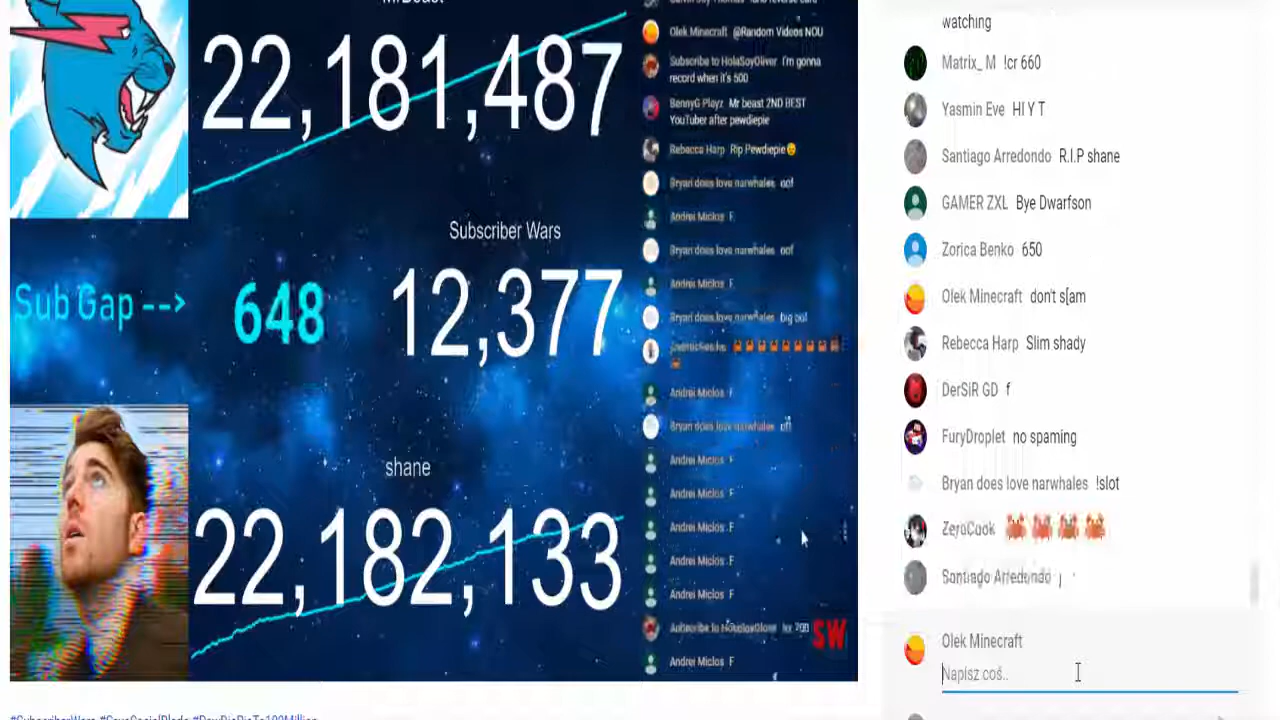 MrBeast
22,181,487
Subscriber Wars
Sub Gap -->
648
12,377
shane
22,182,133
Olek Minecraft @Random Videos NOU
Subscribe to HolaSoyOliver I'm gonna
record when it's 500
BennyG Playz Mr beast 2ND BEST
YouTuber after pewdiepie
Rebecca Harp Rip Pewdiepie😢
Bryan does love narwhales oof
Andrei Miclos F
Bryan does love narwhales oof
Andrei Miclos F
Bryan does love narwhales big oof
Andrei Miclos F
Bryan does love narwhales off
Andrei Miclos F
Andrei Miclos F
Andrei Miclos F
Andrei Miclos F
Andrei Miclos F
Andrei Miclos F
SW
watching
Matrix_ M !cr 660
Yasmin Eve HI Y T
Santiago Arredondo R.I.P shane
GAMER ZXL Bye Dwarfson
Zorica Benko 650
Olek Minecraft don't s[am
Rebecca Harp Slim shady
DerSiR GD f
FuryDroplet no spaming
Bryan does love narwhales !slot
ZeroCook 🦀 🦀 🦀 🦀
Santiago Arredondo
Olek Minecraft
Napisz coś..
#SubscriberWars #SaveSocialBlade #PewDiePieTo100Million